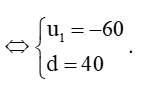 ⇔ { u₁ = −60
d = 40 .